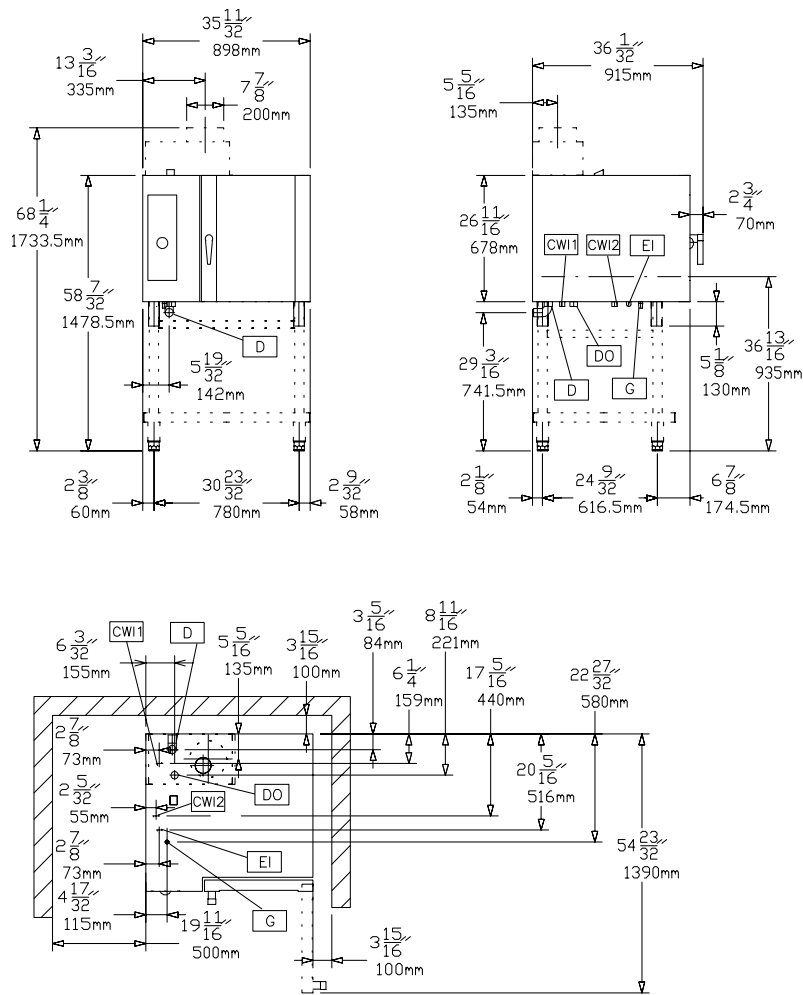 35 11/32"
898mm
13 3/16"
335mm
7 7/8"
200mm
68 1/4"
1733.5mm
58 7/32"
1478.5mm
D
5 19/32"
142mm
2 3/8"
60mm
30 23/32"
780mm
2 9/32"
58mm
36 1/32"
915mm
5 5/16"
135mm
2 3/4"
70mm
26 11/16"
678mm
CWI1
CWI2
EI
DO
D
G
29 3/16"
741.5mm
5 1/8"
130mm
36 13/16"
935mm
2 1/8"
54mm
24 9/32"
616.5mm
6 7/8"
174.5mm
CWI1
D
6 3/32"
155mm
5 5/16"
135mm
3 15/16"
100mm
3 5/16"
84mm
8 11/16"
221mm
6 1/4"
159mm
17 5/16"
440mm
22 27/32"
580mm
2 7/8"
73mm
2 5/32"
55mm
DO
CWI2
20 5/16"
516mm
2 7/8"
73mm
EI
54 23/32"
1390mm
4 17/32"
115mm
G
19 11/16"
500mm
3 15/16"
100mm